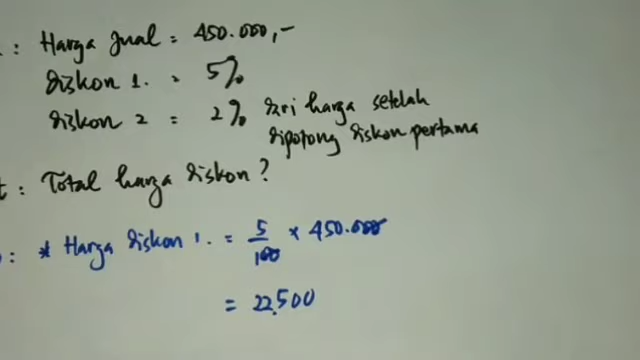 : Harga Jual = 450.000,-
diskon 1. = 5%
diskon 2 = 2% dari harga setelah
dipotong diskon pertama
t : Total harga diskon ?
: * Harga diskon 1. = 5/100 x 450.000
= 22.500